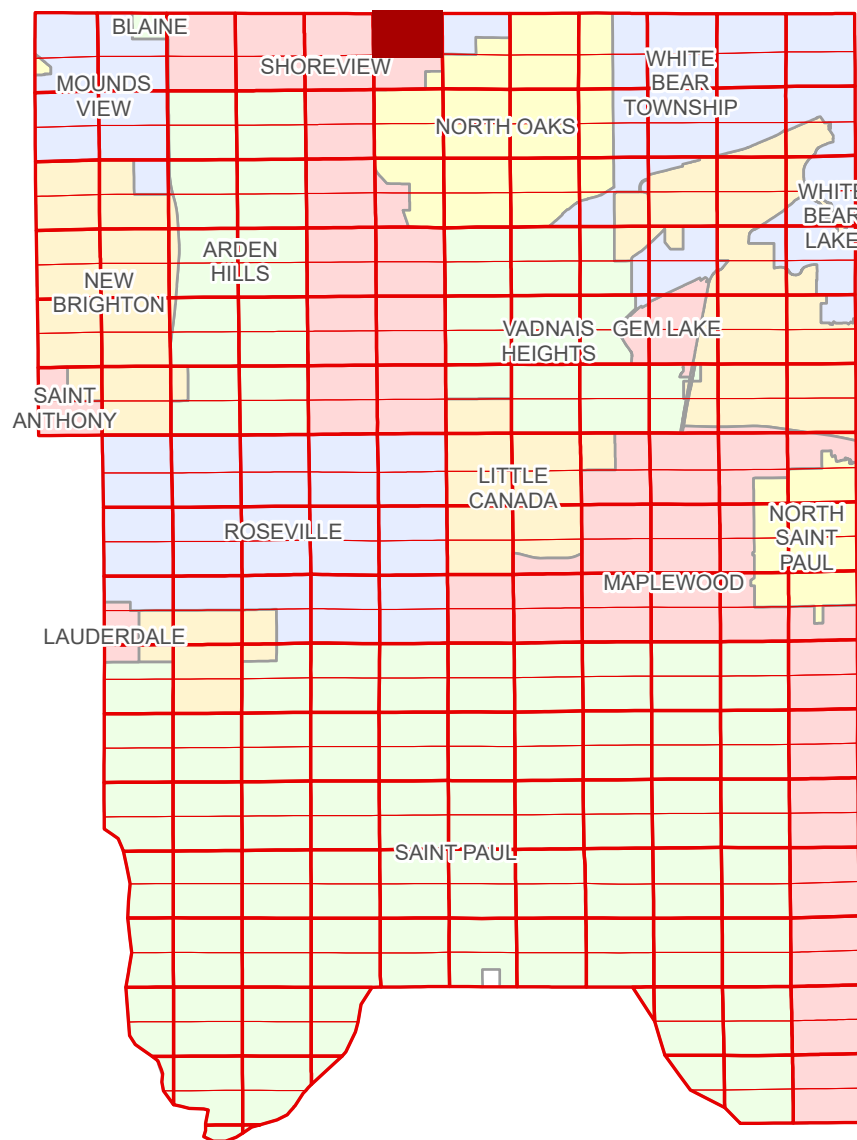 BLAINE
SHOREVIEW
WHITE
BEAR
TOWNSHIP
MOUNDS
VIEW
NORTH OAKS
WHITE
BEAR
LAKE
ARDEN
HILLS
NEW
BRIGHTON
VADNAIS
HEIGHTS
GEM LAKE
SAINT
ANTHONY
LITTLE
CANADA
ROSEVILLE
NORTH
SAINT
PAUL
MAPLEWOOD
LAUDERDALE
SAINT PAUL